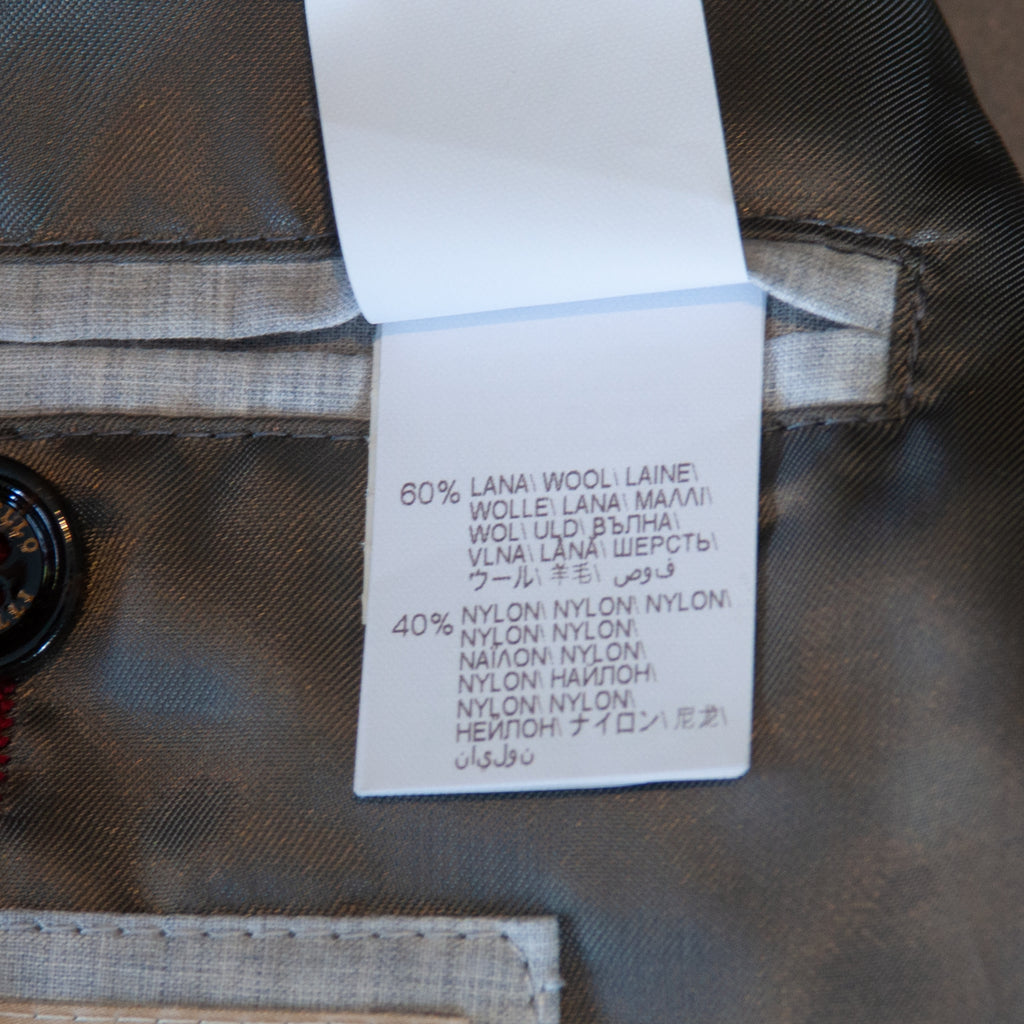 60% LANA\ WOOL\ LAINE\
WOLLE\ LANA\ ΜΑΛΛΙ\
WOL\ ULD\ ВЪЛНА\
VLNA\ LÂNĂ\ ШЕРСТЬ\
ウール\ 羊毛\ صوف
40% NYLON\ NYLON\ NYLON\
NYLON\ NYLON\
ΝΑΪΛΟΝ\ NYLON\
NYLON\ НАЙЛОН\
NYLON\ NYLON\
НЕЙЛОН\ ナイロン\ 尼龙\
نايلون